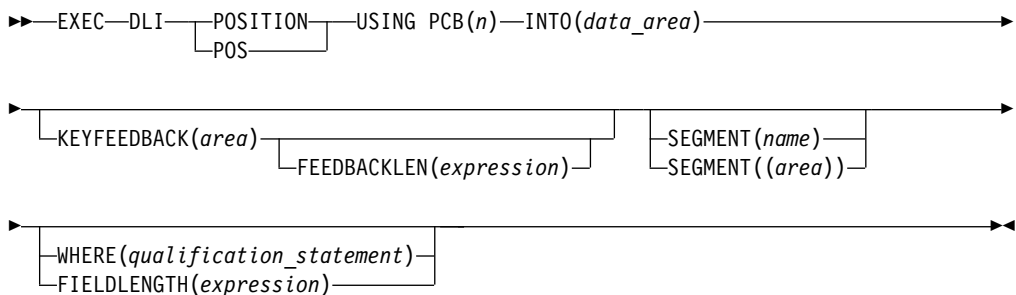 EXEC DLI POSITION USING PCB(n) INTO(data_area)
POS
KEYFEEDBACK(area) SEGMENT(name)
FEEDBACKLEN(expression) SEGMENT((area))
WHERE(qualification_statement)
FIELDLENGTH(expression)